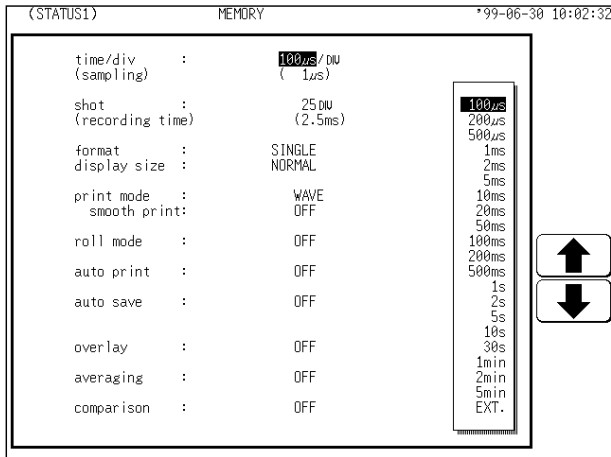 (STATUS1) MEMORY '99-06-30 10:02:32
time/div : 100µs/DIV
(sampling) ( 1µs)
shot : 25DIV
(recording time) (2.5ms)
format : SINGLE
display size : NORMAL
print mode : WAVE
smooth print: OFF
roll mode : OFF
auto print : OFF
auto save : OFF
overlay : OFF
averaging : OFF
comparison : OFF
100µs
200µs
500µs
1ms
2ms
5ms
10ms
20ms
50ms
100ms
200ms
500ms
1s
2s
5s
10s
30s
1min
2min
5min
EXT.